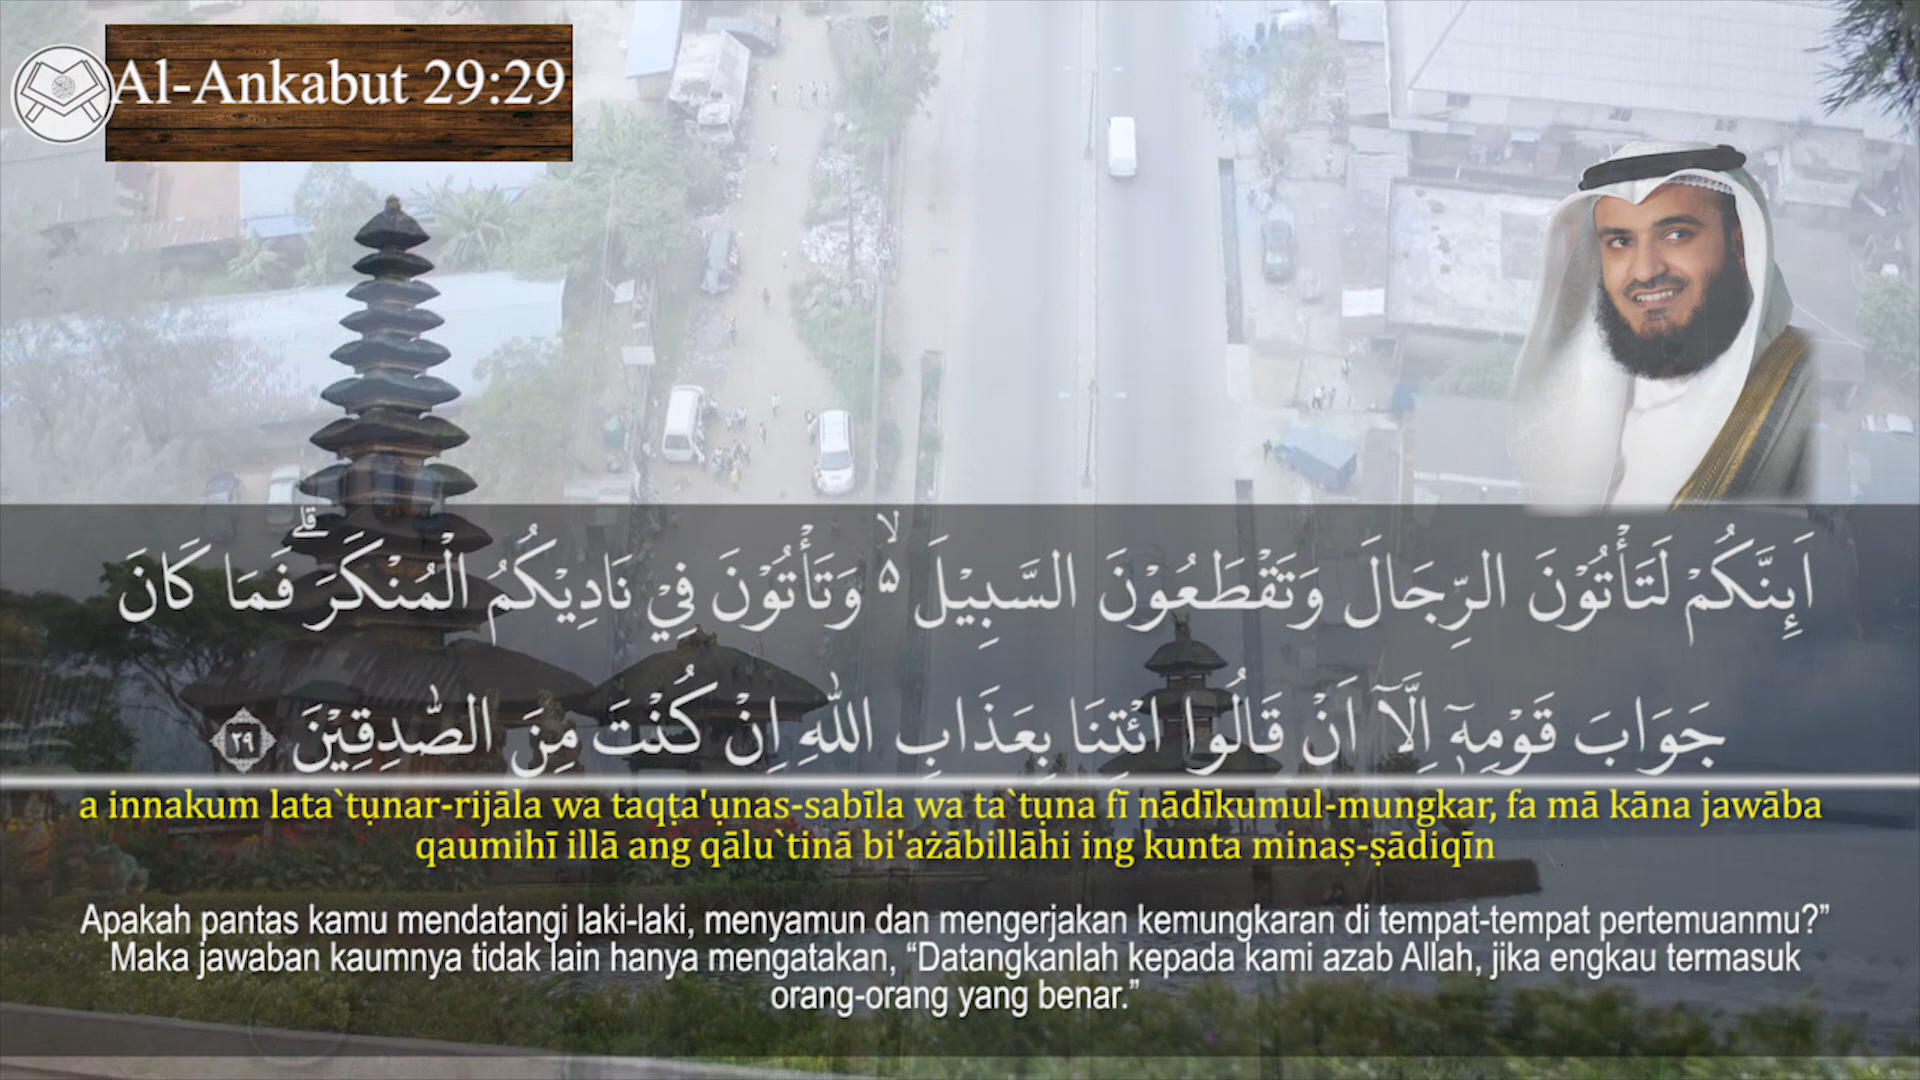 Al-Ankabut 29:29
اَىِٕنَّكُمْ لَتَأْتُوْنَ الرِّجَالَ وَتَقْطَعُوْنَ السَّبِيْلَ ۙ۵ وَتَأْتُوْنَ فِيْ نَادِيْكُمُ الْمُنْكَرَ ۗفَمَا كَانَ
جَوَابَ قَوْمِهٖٓ اِلَّآ اَنْ قَالُوا ائْتِنَا بِعَذَابِ اللّٰهِ اِنْ كُنْتَ مِنَ الصّٰدِقِيْنَ ٢٩
a innakum lata`tụnar-rijāla wa taqṭa'ụnas-sabīla wa ta`tụna fī nādīkumul-mungkar, fa mā kāna jawāba
qaumihī illā ang qālu`tinā bi'ażābillāhi ing kunta minaṣ-ṣādiqīn
Apakah pantas kamu mendatangi laki-laki, menyamun dan mengerjakan kemungkaran di tempat-tempat pertemuanmu?”
Maka jawaban kaumnya tidak lain hanya mengatakan, “Datangkanlah kepada kami azab Allah, jika engkau termasuk
orang-orang yang benar.”